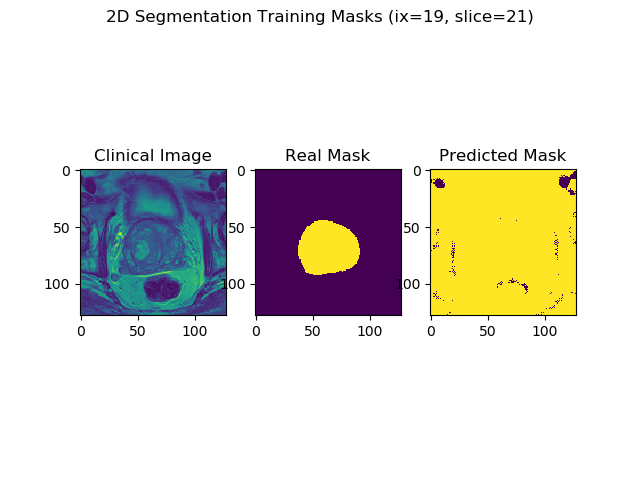 2D Segmentation Training Masks (ix=19, slice=21)
Clinical Image Real Mask Predicted Mask
0 0 0
50 50 50
100 100 100
0 50 100 0 50 100 0 50 100